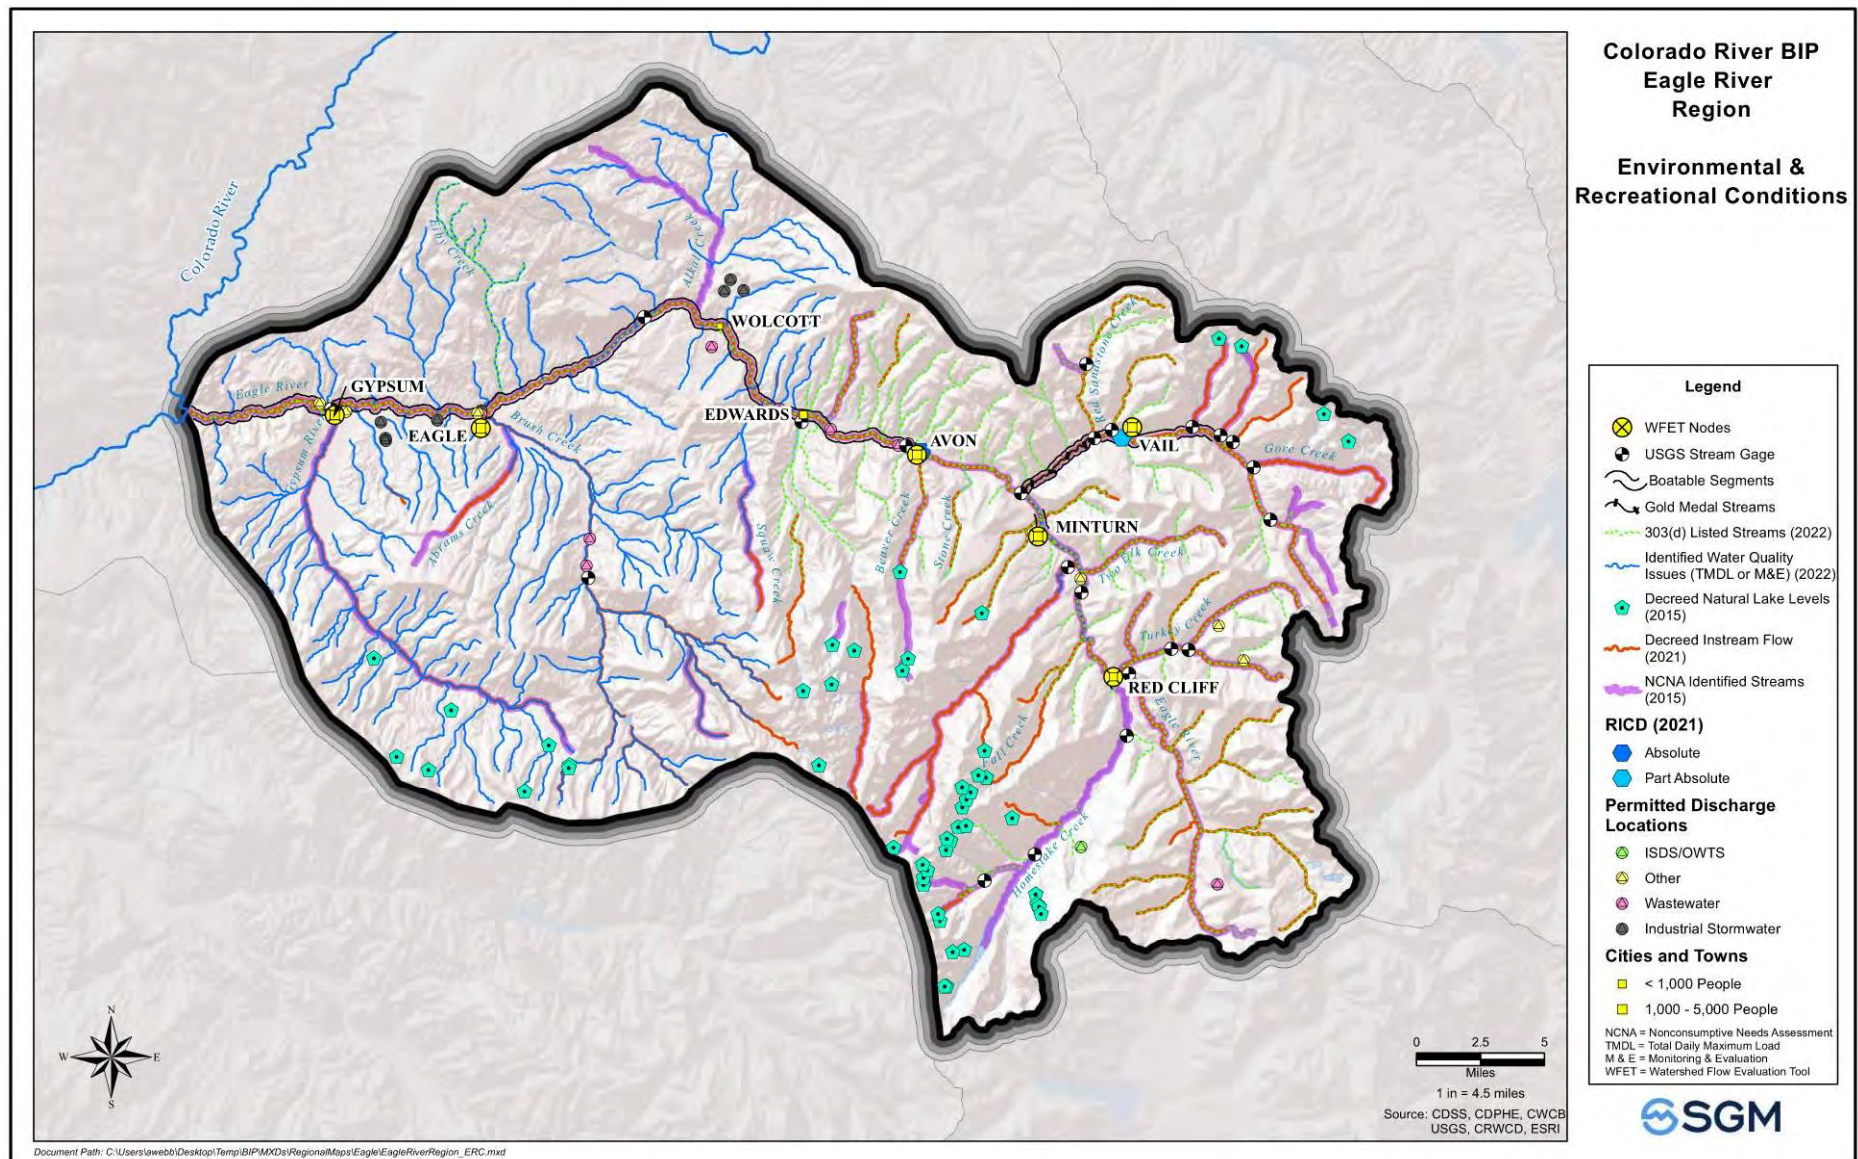 Colorado River BIP
Eagle River
Region
Environmental &
Recreational Conditions
Colorado River
Eby Creek
Alkali Creek
WOLCOTT
Red Sandstone Creek
GYPSUM
Eagle River
EAGLE
Brush Creek
EDWARDS
AVON
VAIL
Gore Creek
Gypsum River
Abrams Creek
Squaw Creek
Beaver Creek
Stone Creek
MINTURN
Two Elk Creek
Turkey Creek
RED CLIFF
Eagle River
Fall Creek
Homestake Creek
Legend
WFET Nodes
USGS Stream Gage
Boatable Segments
Gold Medal Streams
303(d) Listed Streams (2022)
Identified Water Quality
Issues (TMDL or M&E) (2022)
Decreed Natural Lake Levels
(2015)
Decreed Instream Flow
(2021)
NCNA Identified Streams
(2015)
RICD (2021)
Absolute
Part Absolute
Permitted Discharge
Locations
ISDS/OWTS
Other
Wastewater
Industrial Stormwater
Cities and Towns
< 1,000 People
1,000 - 5,000 People
NCNA = Nonconsumptive Needs Assessment
TMDL = Total Daily Maximum Load
M & E = Monitoring & Evaluation
WFET = Watershed Flow Evaluation Tool
N
W E
S
0 2.5 5
Miles
1 in = 4.5 miles
Source: CDSS, CDPHE, CWCB
USGS, CRWCD, ESRI
SGM
Document Path: C:\Users\awebb\Desktop\Temp\BIP\MXDs\RegionalMaps\Eagle\EagleRiverRegion_ERC.mxd